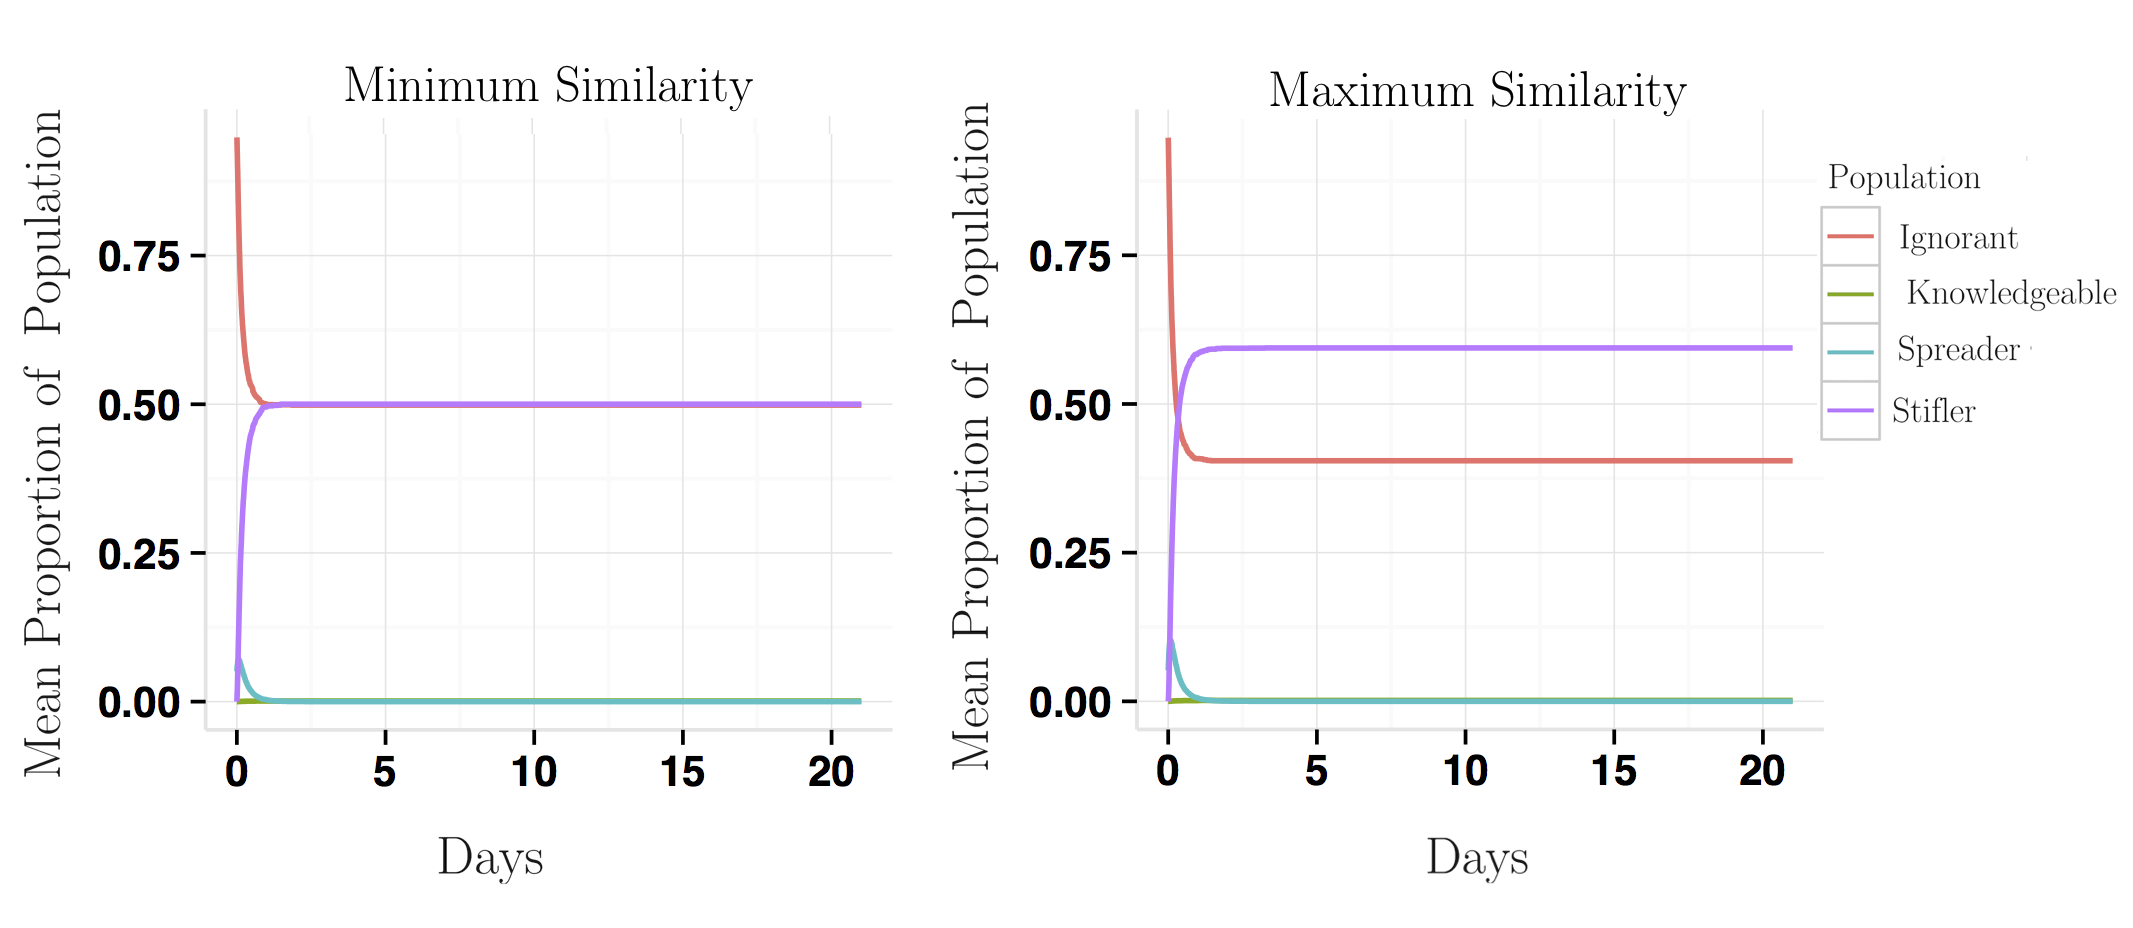 Minimum Similarity
Mean Proportion of Population
0.75
0.50
0.25
0.00
0 5 10 15 20
Days
Maximum Similarity
Mean Proportion of Population
0.75
0.50
0.25
0.00
0 5 10 15 20
Days
Population
Ignorant
Knowledgeable
Spreader
Stifler